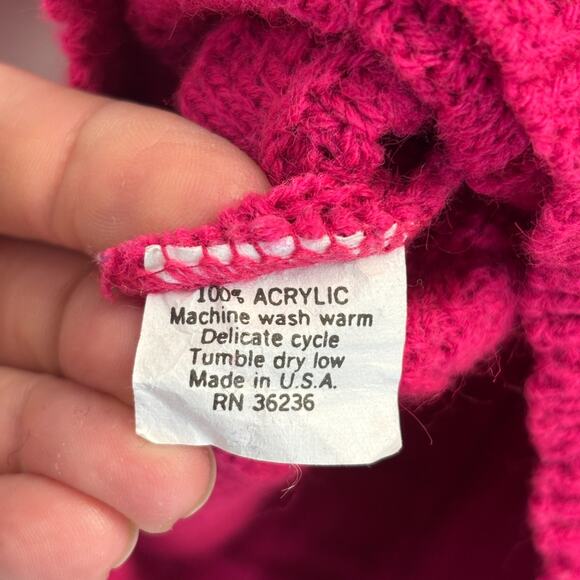 100% ACRYLIC
Machine wash warm
Delicate cycle
Tumble dry low
Made in U.S.A.
RN 36236